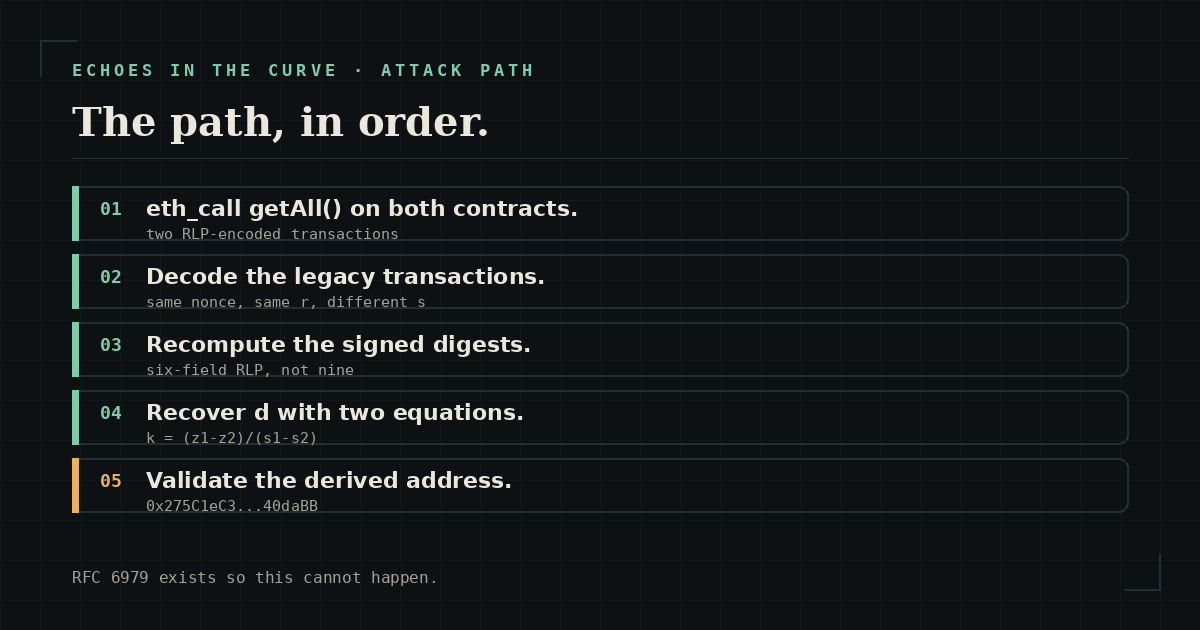 ECHOES IN THE CURVE · ATTACK PATH
The path, in order.
01 eth_call getAll() on both contracts.
two RLP-encoded transactions
02 Decode the legacy transactions.
same nonce, same r, different s
03 Recompute the signed digests.
six-field RLP, not nine
04 Recover d with two equations.
k = (z1-z2)/(s1-s2)
05 Validate the derived address.
0x275C1eC3...40daBB
RFC 6979 exists so this cannot happen.